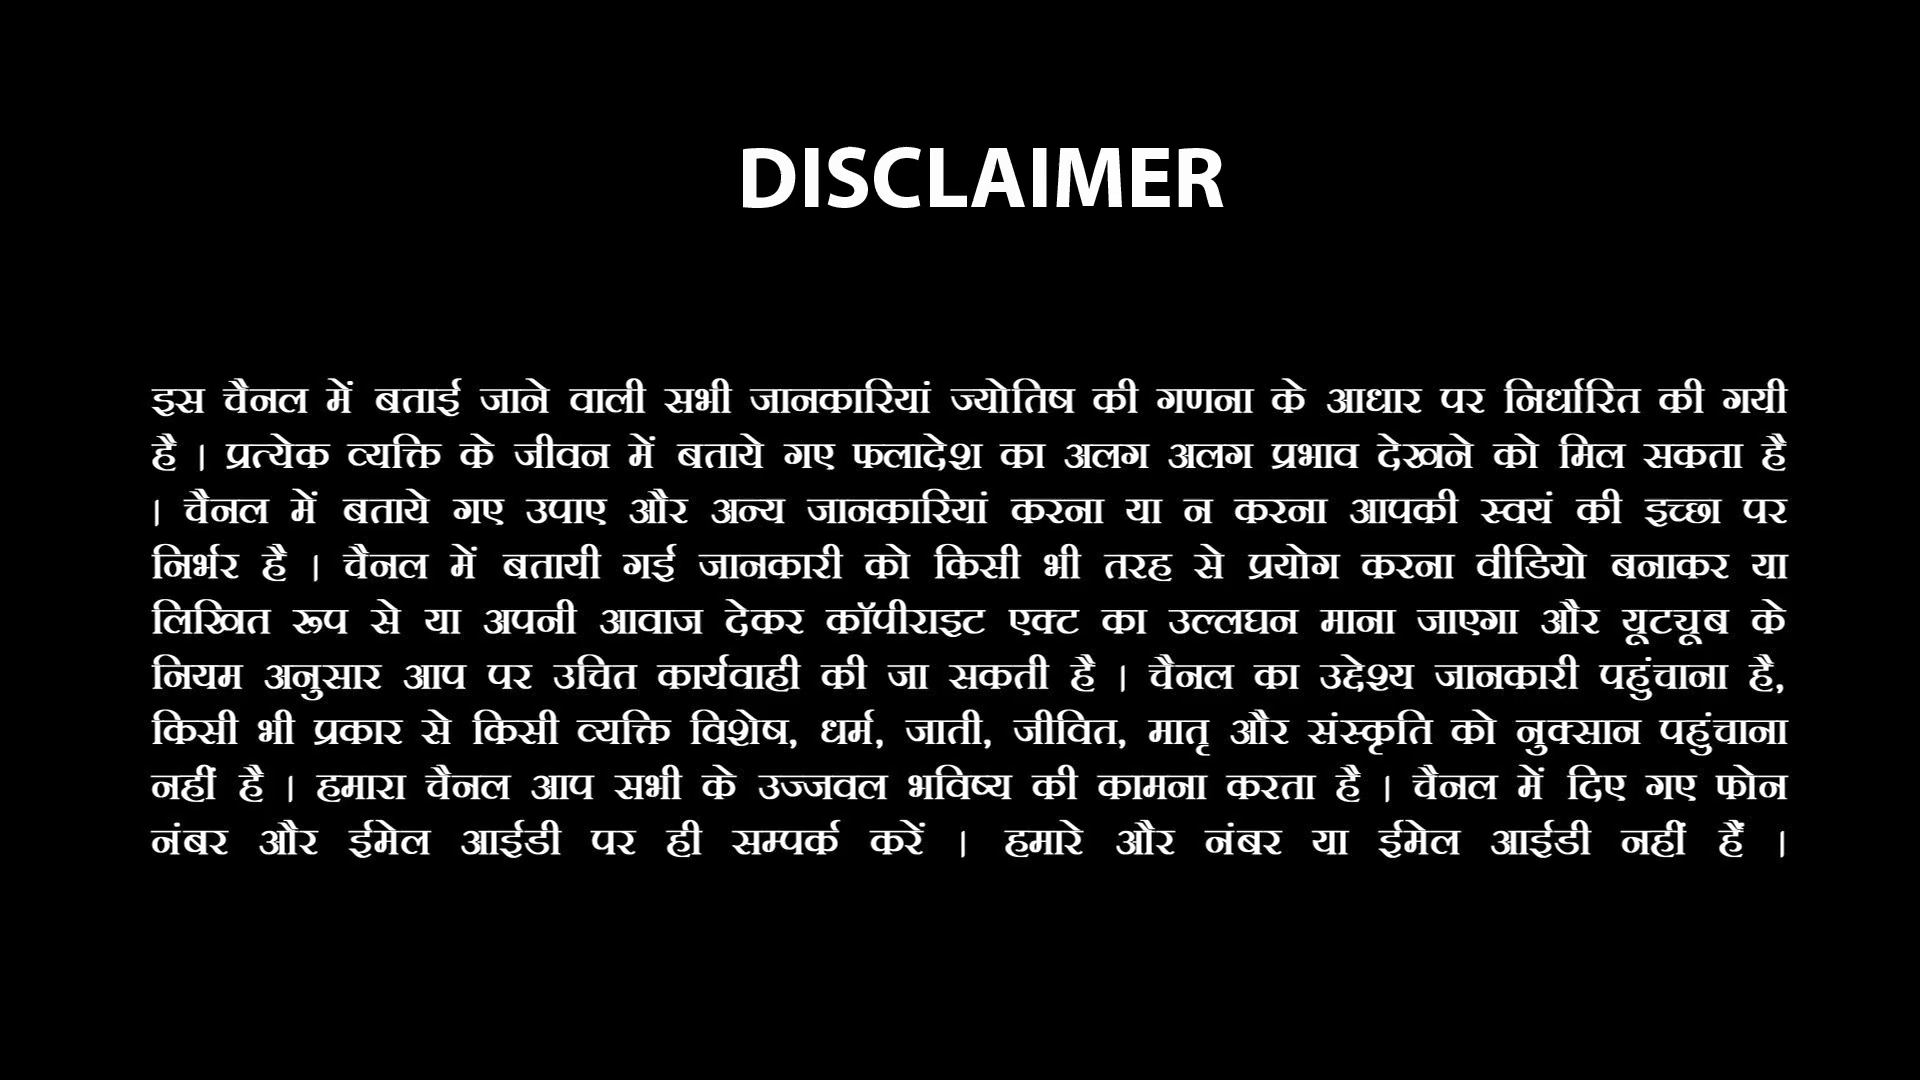 DISCLAIMER
इस चैनल में बताई जाने वाली सभी जानकारियां ज्योतिष की गणना के आधार पर निर्धारित की गयी
है । प्रत्येक व्यक्ति के जीवन में बताये गए फलादेश का अलग अलग प्रभाव देखने को मिल सकता है
। चैनल में बताये गए उपाए और अन्य जानकारियां करना या न करना आपकी स्वयं की इच्छा पर
निर्भर है । चैनल में बतायी गई जानकारी को किसी भी तरह से प्रयोग करना वीडियो बनाकर या
लिखित रूप से या अपनी आवाज देकर कॉपीराइट एक्ट का उल्लघन माना जाएगा और यूट्यूब के
नियम अनुसार आप पर उचित कार्यवाही की जा सकती है । चैनल का उद्देश्य जानकारी पहुंचाना है,
किसी भी प्रकार से किसी व्यक्ति विशेष, धर्म, जाती, जीवित, मातृ और संस्कृति को नुक्सान पहुंचाना
नहीं है । हमारा चैनल आप सभी के उज्जवल भविष्य की कामना करता है । चैनल में दिए गए फोन
नंबर और ईमेल आईडी पर ही सम्पर्क करें । हमारे और नंबर या ईमेल आईडी नहीं हैं ।